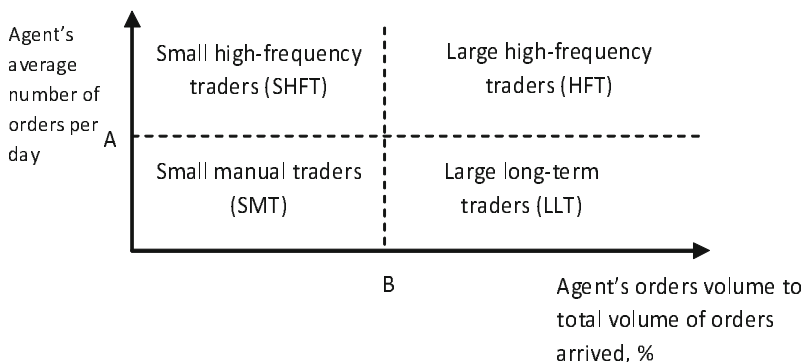 Agent's
average
number of
orders per
day
A
Small high-frequency
traders (SHFT)
Large high-frequency
traders (HFT)
Small manual traders
(SMT)
Large long-term
traders (LLT)
B
Agent's orders volume to
total volume of orders
arrived, %